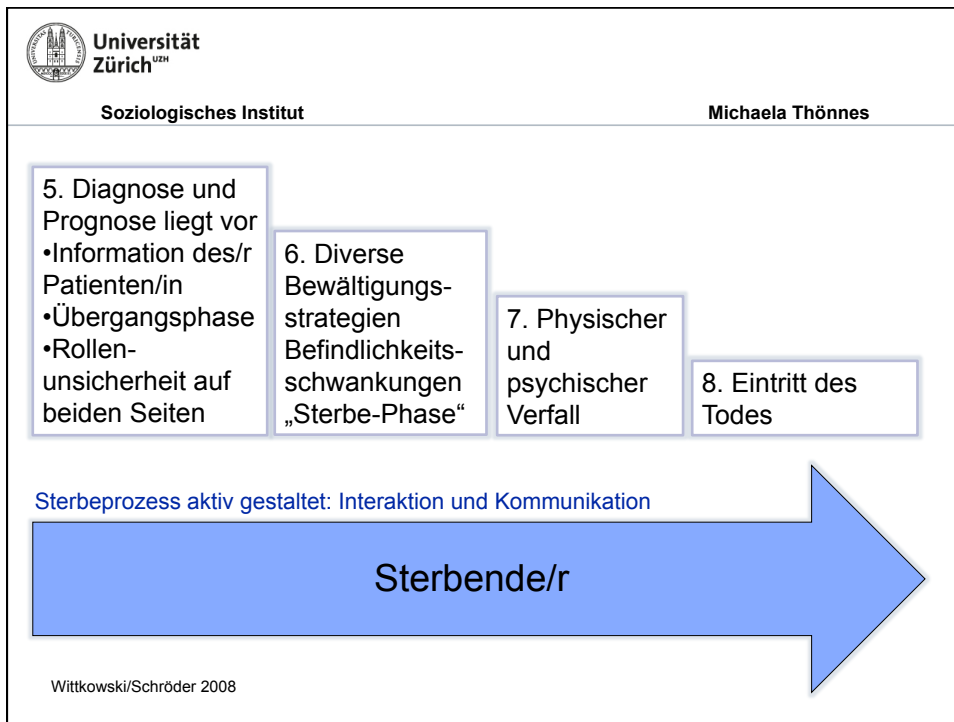 Universität
Zürich UZH
Soziologisches Institut
Michaela Thönnes
5. Diagnose und
Prognose liegt vor
•Information des/r
Patienten/in
•Übergangsphase
•Rollen-
unsicherheit auf
beiden Seiten
6. Diverse
Bewältigungs-
strategien
Befindlichkeits-
schwankungen
„Sterbe-Phase“
7. Physischer
und
psychischer
Verfall
8. Eintritt des
Todes
Sterbeprozess aktiv gestaltet: Interaktion und Kommunikation
Sterbende/r
Wittkowski/Schröder 2008